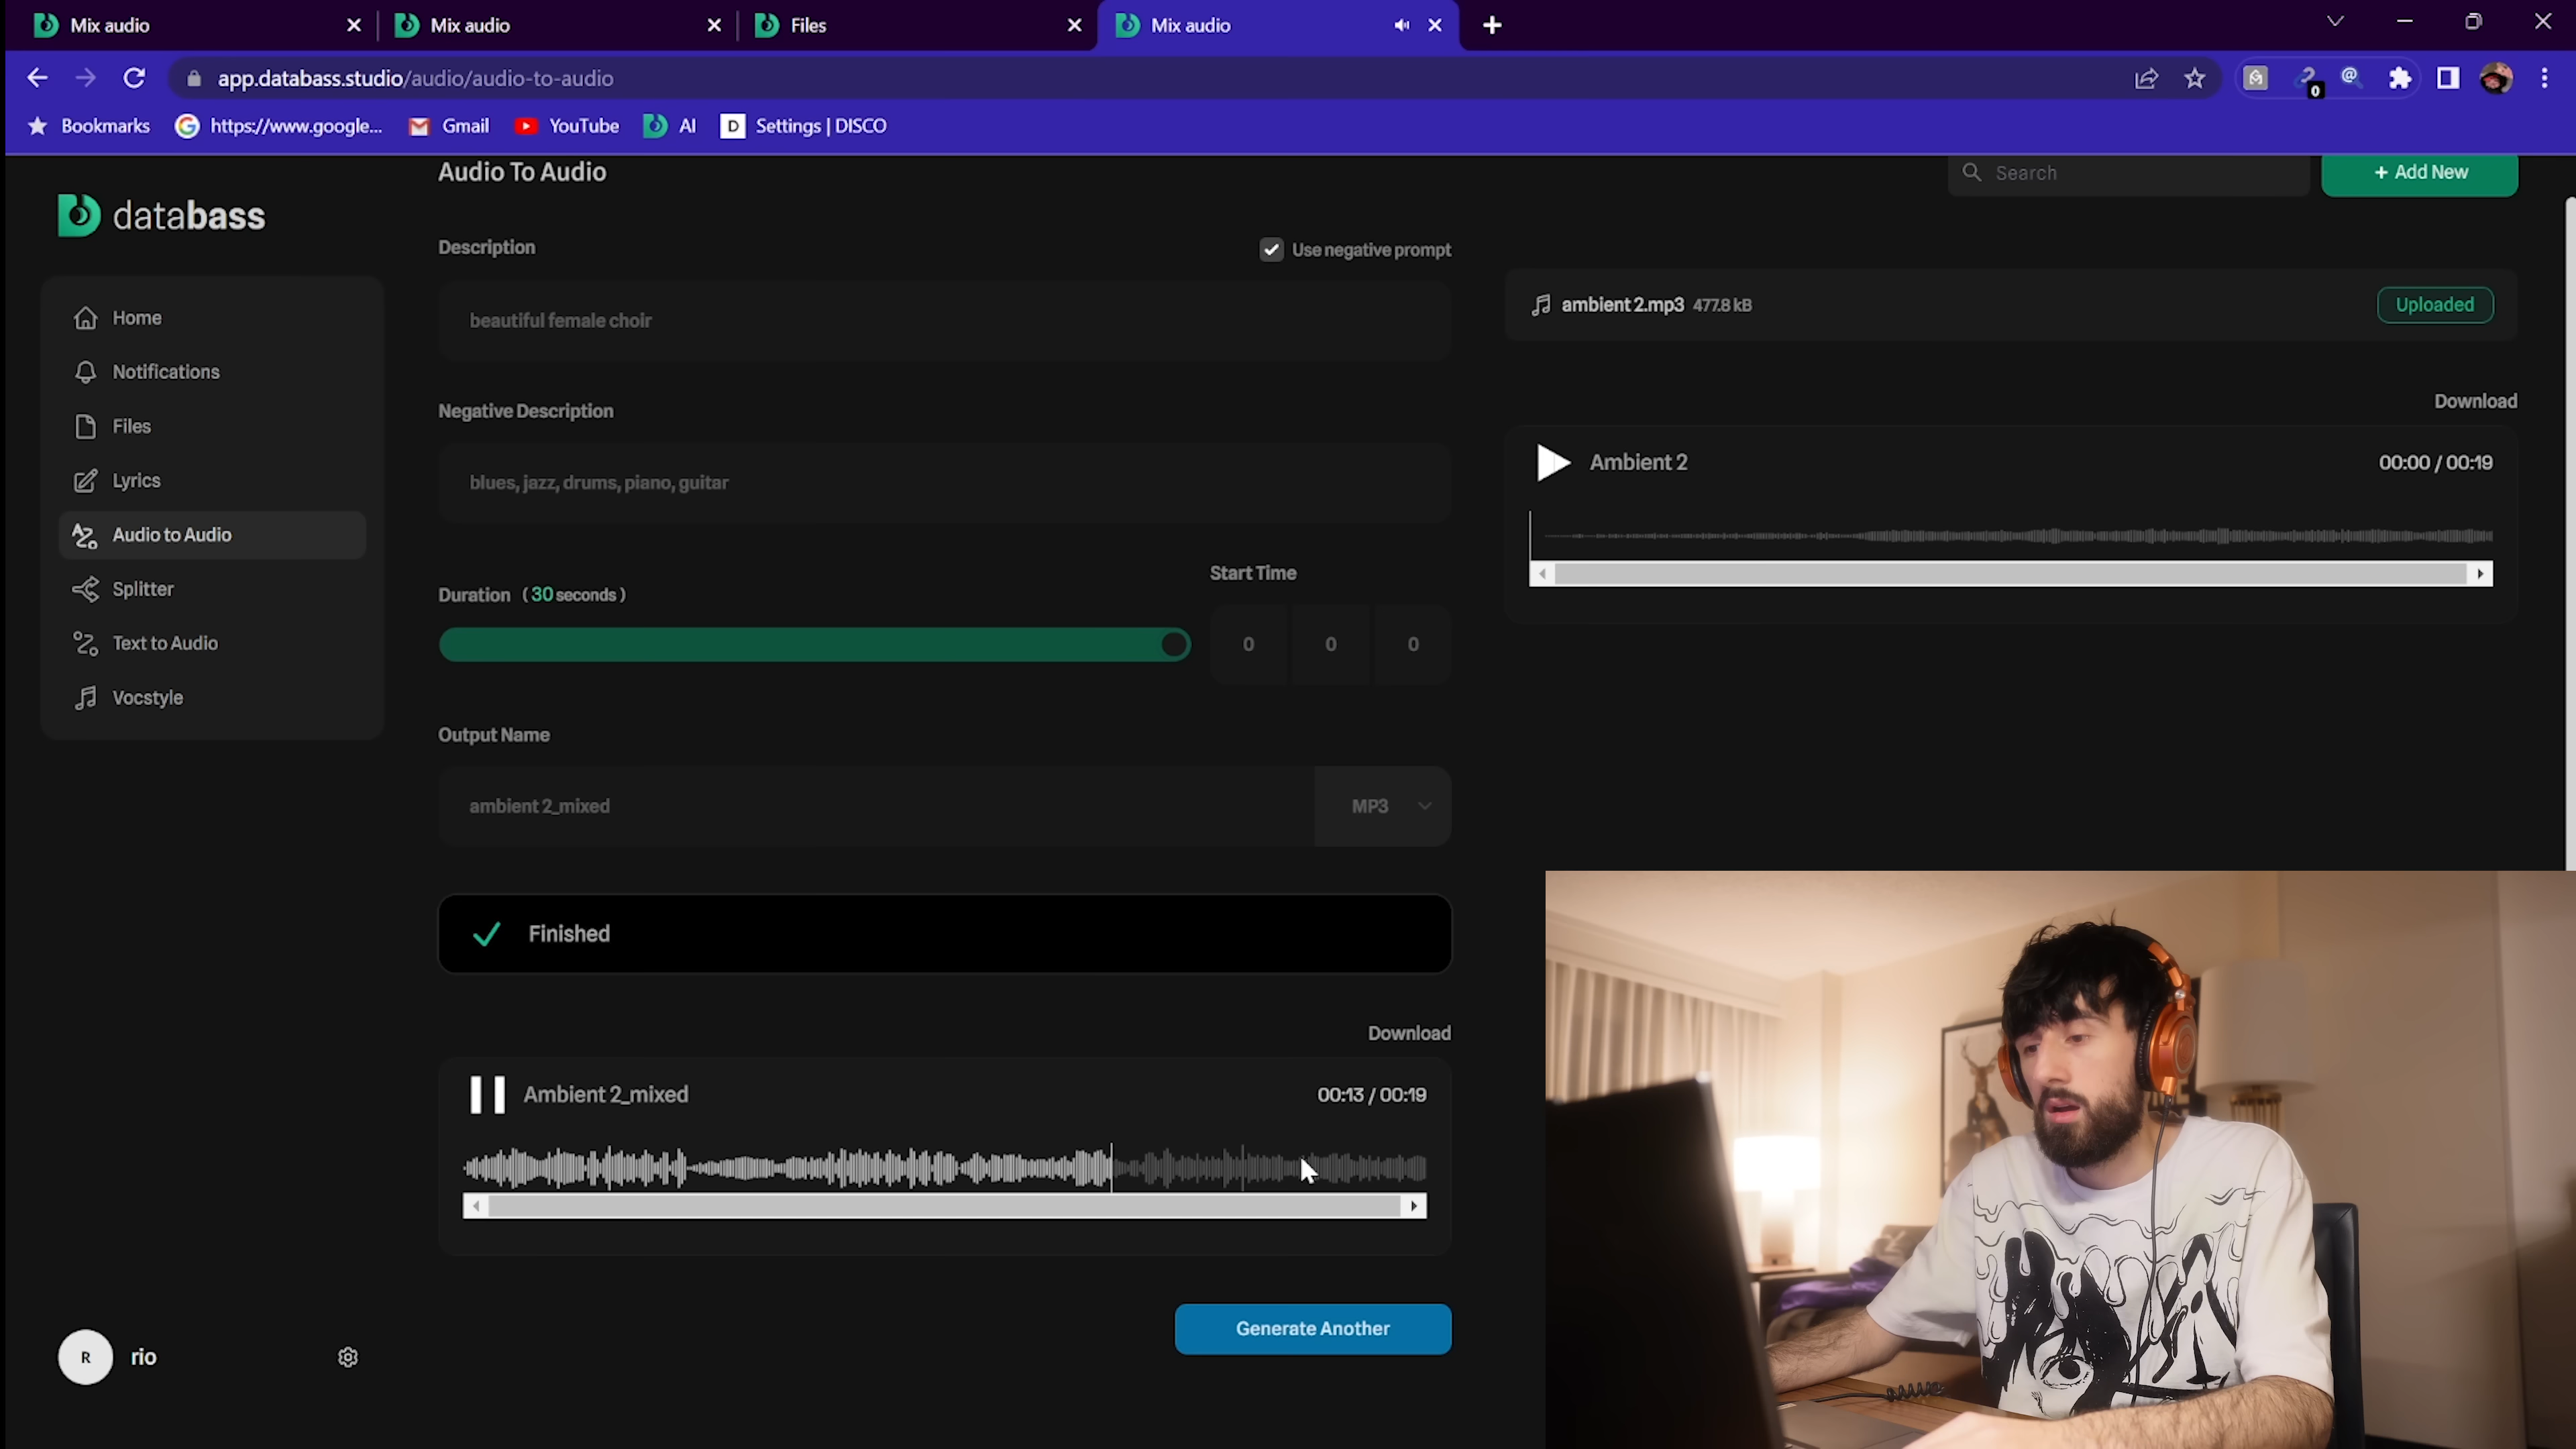 Mix audio
Mix audio
Files
Mix audio
app.databass.studio/audio/audio-to-audio
0
Bookmarks
https://www.google...
Gmail
YouTube
AI
D
Settings | DISCO
databass
Home
Notifications
Files
Lyrics
Audio to Audio
Splitter
Text to Audio
Vocstyle
R
rio
Audio To Audio
Search
+ Add New
Description
Use negative prompt
beautiful female choir
Negative Description
blues, jazz, drums, piano, guitar
Duration ( 30 seconds )
Start Time
0 0 0
Output Name
ambient 2_mixed
MP3
Finished
Download
Ambient 2_mixed
00:13 / 00:19
Generate Another
ambient 2.mp3 477.8 kB
Uploaded
Download
Ambient 2
00:00 / 00:19